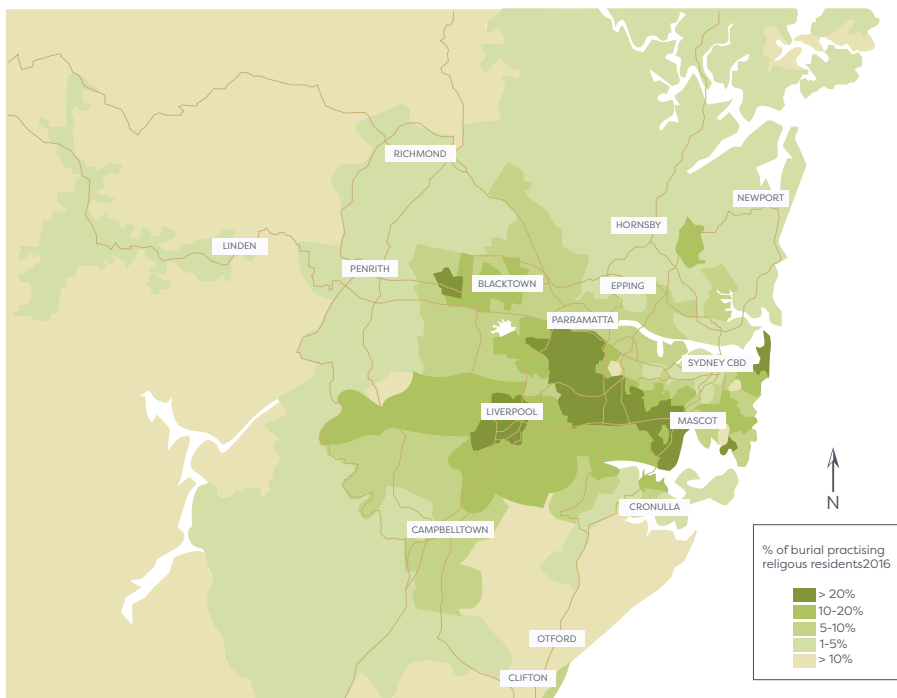 RICHMOND
NEWPORT
HORNSBY
LINDEN
PENRITH
BLACKTOWN
EPPING
PARRAMATTA
SYDNEY CBD
LIVERPOOL
MASCOT
N
CRONULLA
CAMPBELLTOWN
% of burial practising
religous residents2016
> 20%
10-20%
5-10%
1-5%
> 10%
OTFORD
CLIFTON